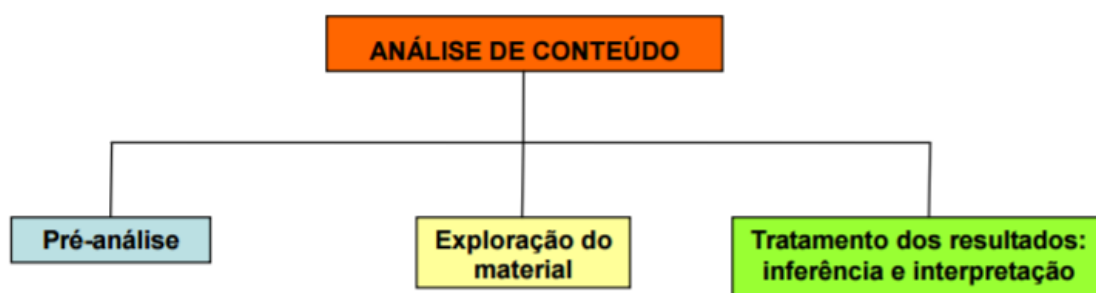 ANÁLISE DE CONTEÚDO
Pré-análise
Exploração do
material
Tratamento dos resultados:
inferência e interpretação